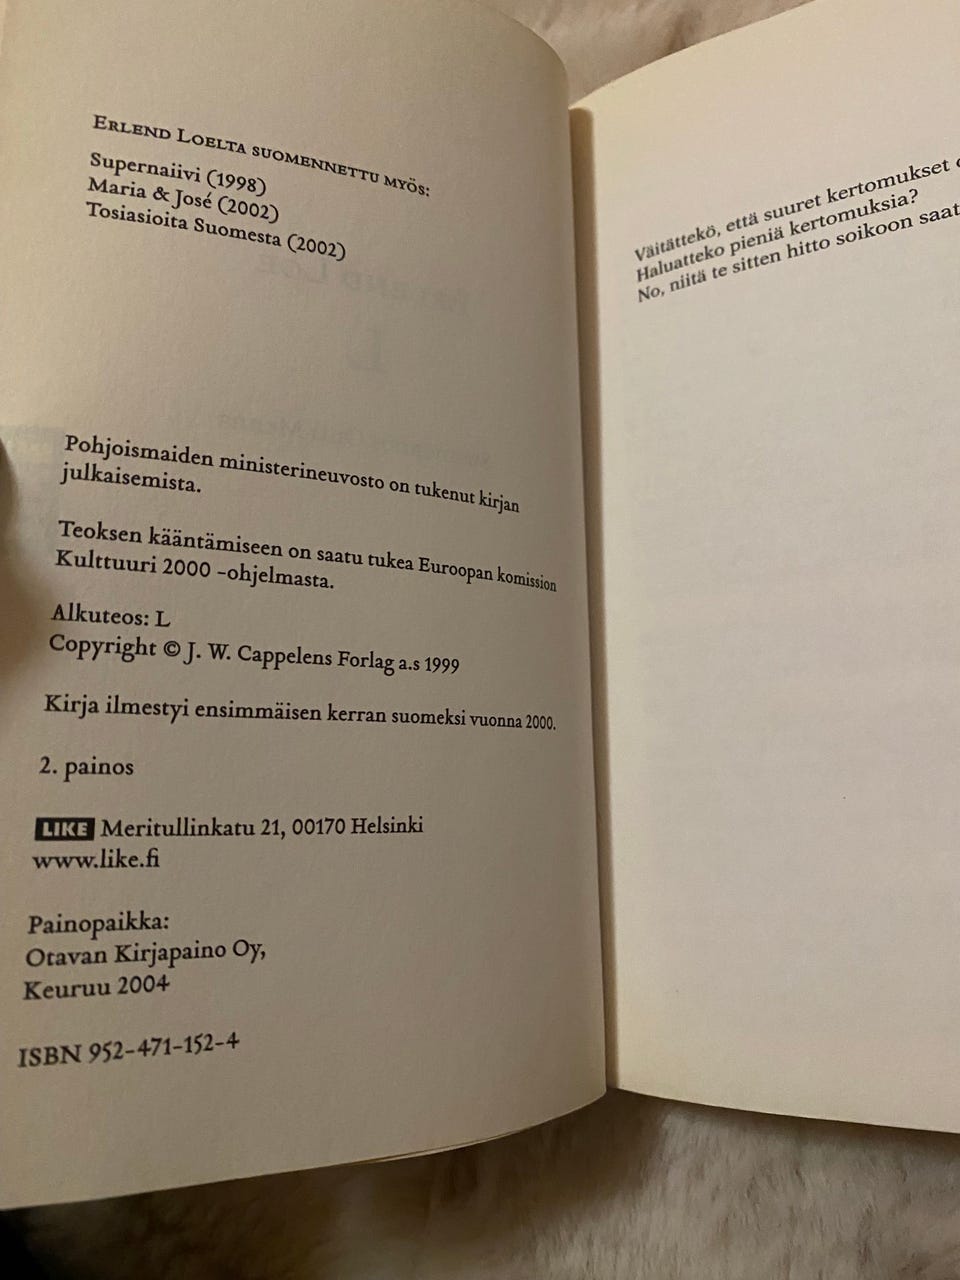 Erlend Loelta suomennettu myös:
Supernaiivi (1998)
Maria & José (2002)
Tosiasioita Suomesta (2002)
Pohjoismaiden ministerineuvosto on tukenut kirjan
julkaisemista.
Teoksen kääntämiseen on saatu tukea Euroopan komission
Kulttuuri 2000 -ohjelmasta.
Alkuteos: L
Copyright © J. W. Cappelens Forlag a.s 1999
Kirja ilmestyi ensimmäisen kerran suomeksi vuonna 2000.
2. painos
LIKE Meritullinkatu 21, 00170 Helsinki
www.like.fi
Painopaikka:
Otavan Kirjapaino Oy,
Keuruu 2004
ISBN 952-471-152-4
Väitättekö, että suuret kertomukset
Haluatteko pieniä kertomuksia?
No, niitä te sitten hitto soikoon saat